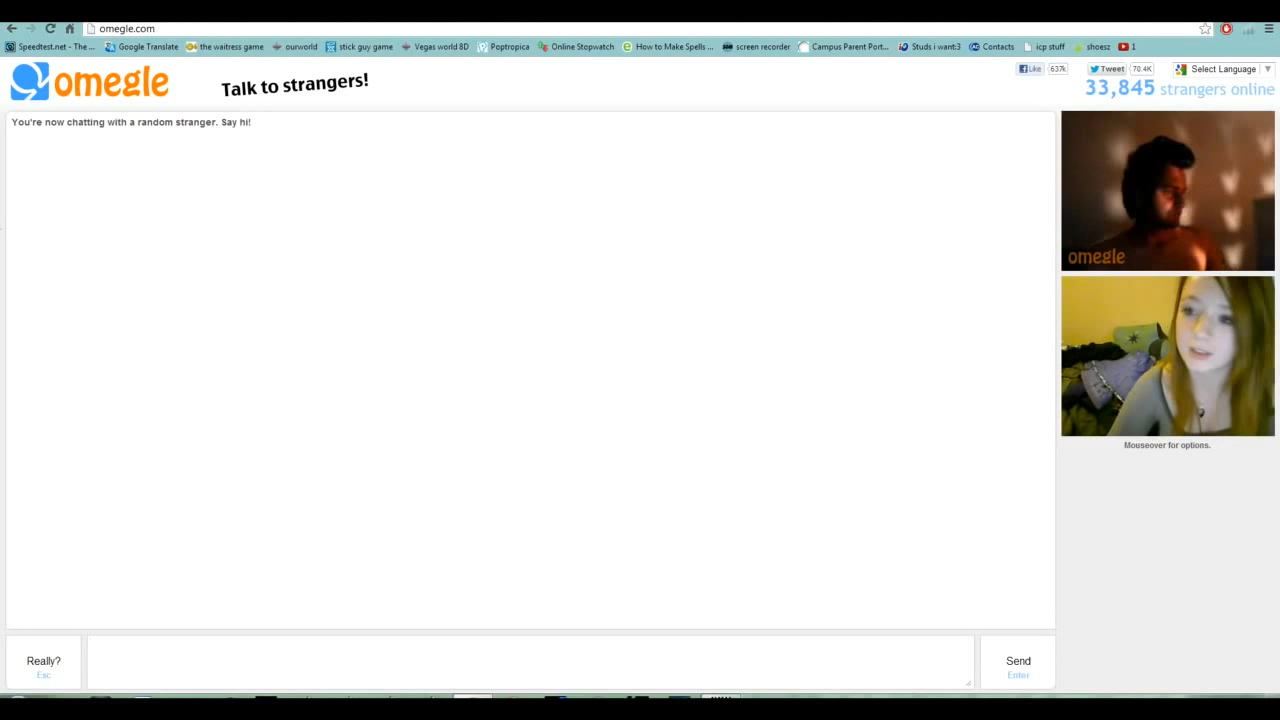 omegle.com
Speedtest.net - The ... Google Translate the waitress game ourworld stick guy game Vegas world 8D Poptropica Online Stopwatch How to Make Spells ... screen recorder Campus Parent Port... Studs i want:3 Contacts icp stuff shoesz 1
omegle
Talk to strangers!
Like 637k Tweet 70.4K Select Language
33,845 strangers online
You're now chatting with a random stranger. Say hi!
omegle
Mouseover for options.
Really?
Esc
Send
Enter